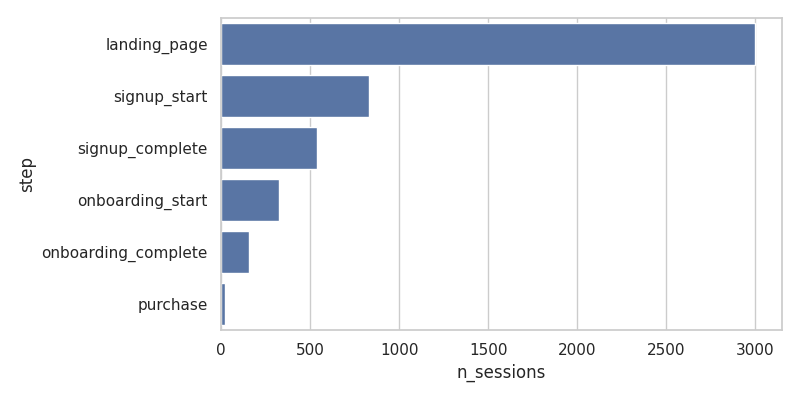 landing_page
signup_start
signup_complete
onboarding_start
onboarding_complete
purchase
step
0 500 1000 1500 2000 2500 3000
n_sessions